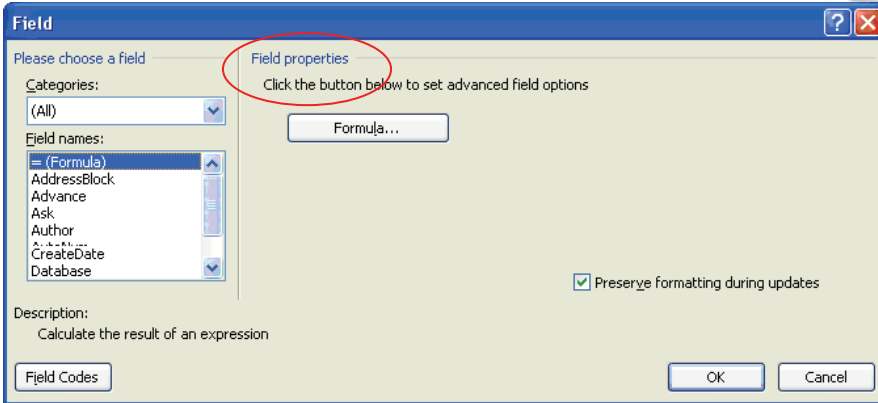 Field
Please choose a field
Field properties
Categories:
Click the button below to set advanced field options
(All)
Formula...
Field names:
= (Formula)
AddressBlock
Advance
Ask
Author
CreateDate
Database
Preserve formatting during updates
Description:
Calculate the result of an expression
Field Codes
OK
Cancel